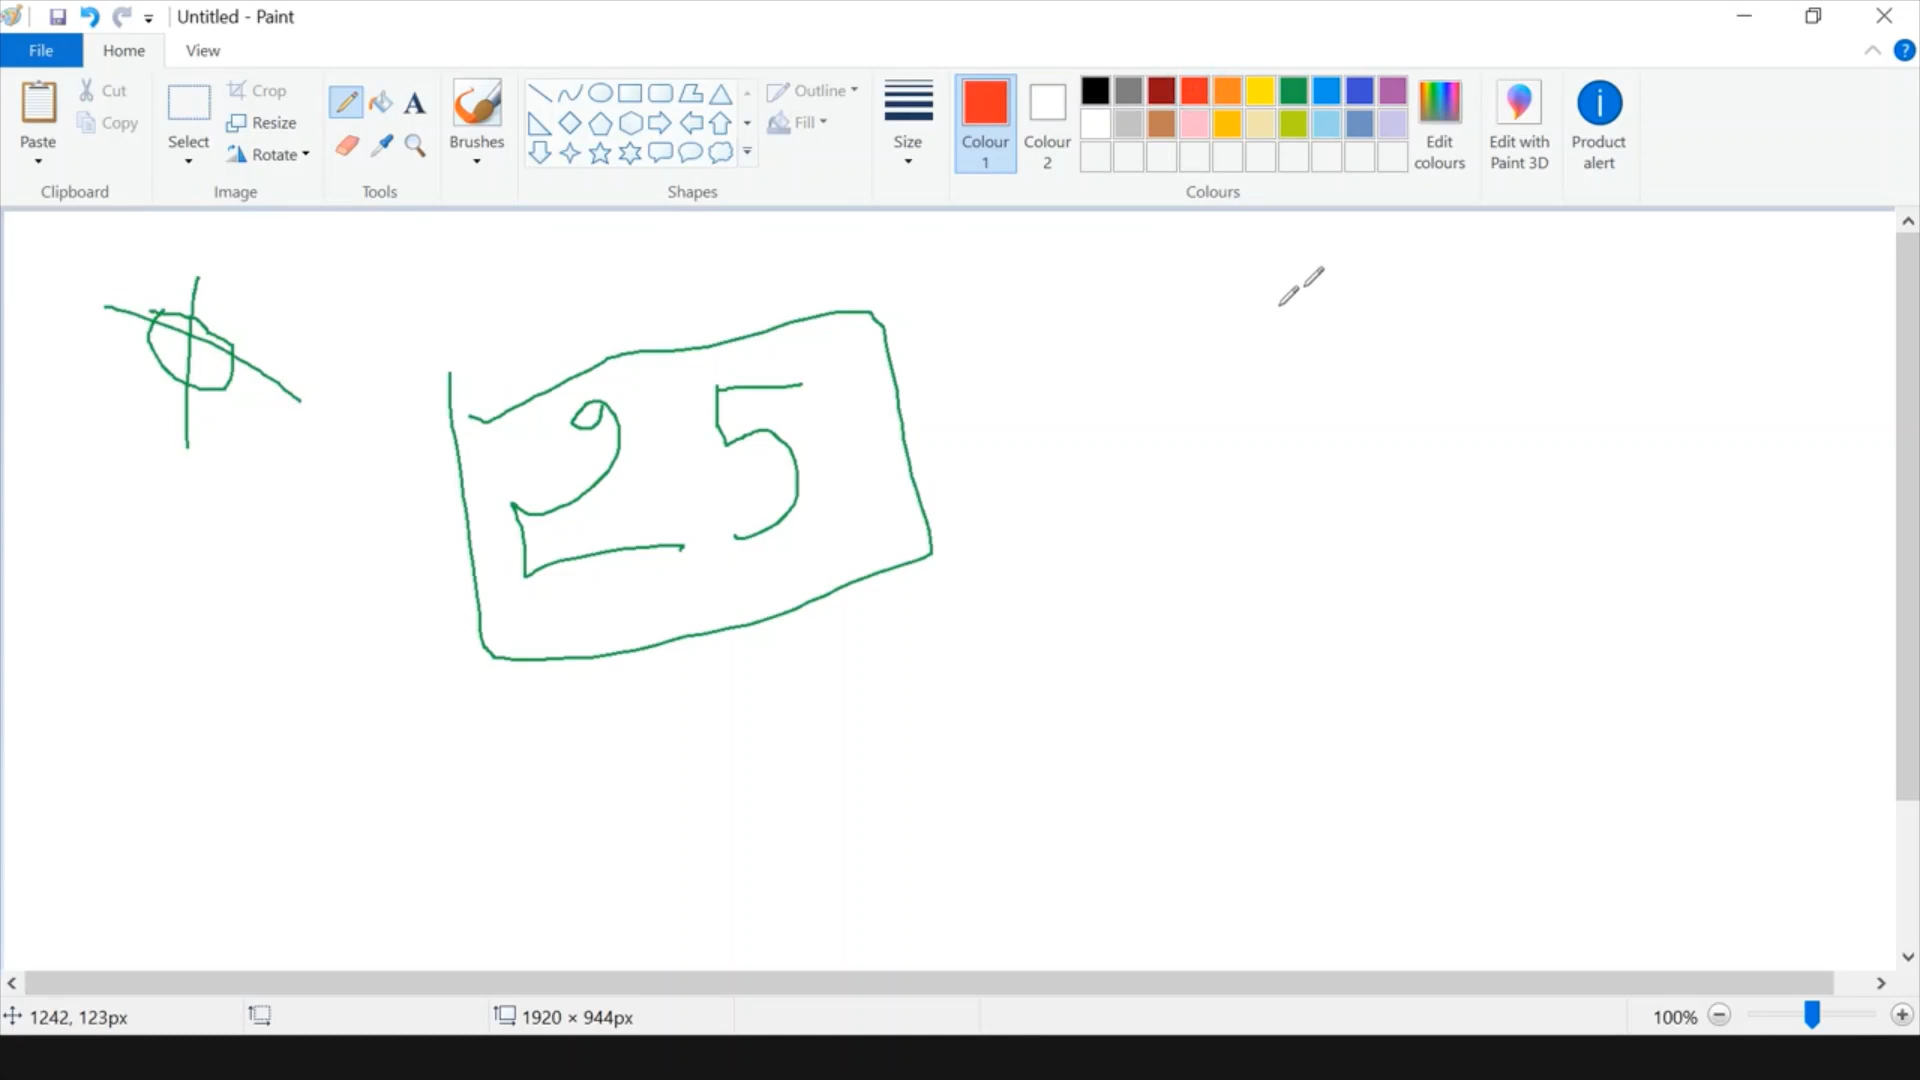 Untitled - Paint
File Home View
Paste Cut Copy Clipboard
Select Crop Resize Rotate Image
A Tools
Brushes
Outline Fill Shapes
Size
Colour 1 Colour 2 Edit colours Colours
Edit with Paint 3D
Product alert
25
1242, 123px 1920 × 944px 100%